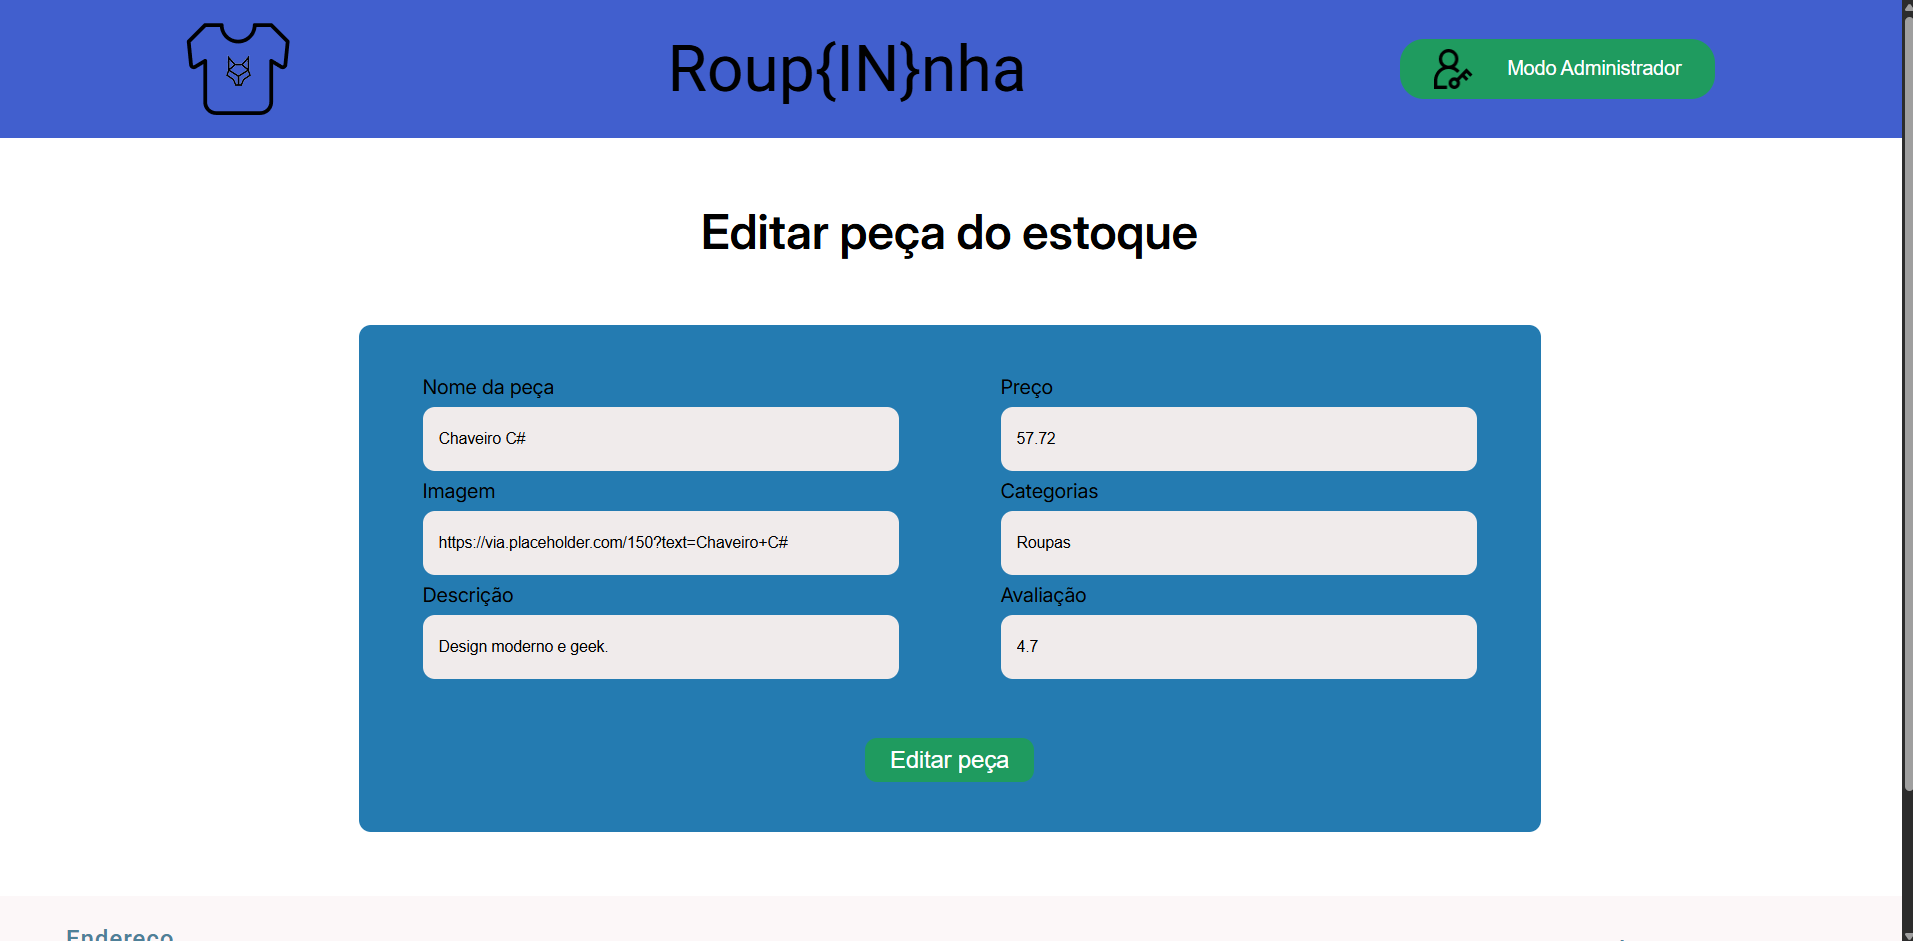 Roup{IN}nha
Modo Administrador
Editar peça do estoque
Nome da peça
Chaveiro C#
Preço
57.72
Imagem
https://via.placeholder.com/150?text=Chaveiro+C#
Categorias
Roupas
Descrição
Design moderno e geek.
Avaliação
4.7
Editar peça
Endereço